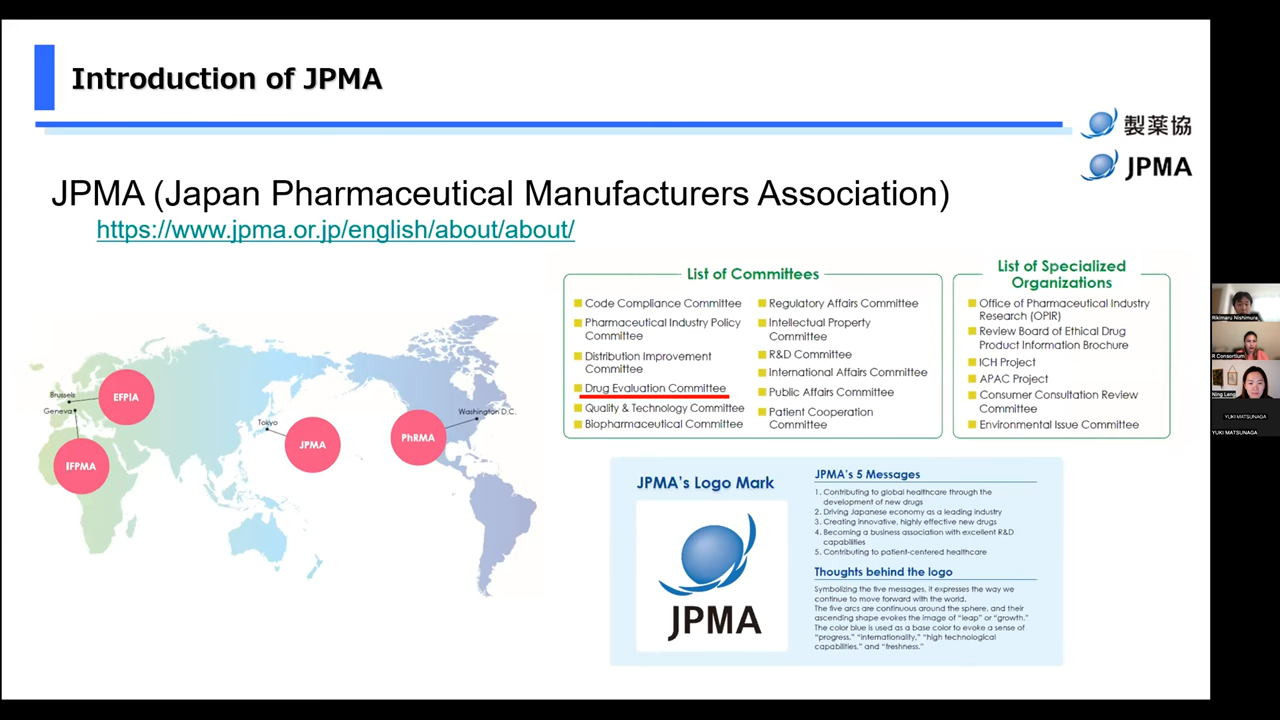 Introduction of JPMA
製薬協
JPMA
JPMA (Japan Pharmaceutical Manufacturers Association)
https://www.jpma.or.jp/english/about/about/
Brussels
Geneva
EFPIA
IFPMA
Tokyo
JPMA
PhRMA
Washington D.C.
List of Committees
Code Compliance Committee
Pharmaceutical Industry Policy
Committee
Distribution Improvement
Committee
Drug Evaluation Committee
Quality & Technology Committee
Biopharmaceutical Committee
Regulatory Affairs Committee
Intellectual Property
Committee
R&D Committee
International Affairs Committee
Public Affairs Committee
Patient Cooperation
Committee
List of Specialized
Organizations
Office of Pharmaceutical Industry
Research (OPIR)
Review Board of Ethical Drug
Product Information Brochure
ICH Project
APAC Project
Consumer Consultation Review
Committee
Environmental Issue Committee
JPMA's Logo Mark
JPMA
JPMA's 5 Messages
1. Contributing to global healthcare through the
development of new drugs
2. Driving Japanese economy as a leading industry
3. Creating innovative, highly effective new drugs
4. Becoming a business association with excellent R&D
capabilities
5. Contributing to patient-centered healthcare
Thoughts behind the logo
Symbolizing the five messages, it expresses the way we
continue to move forward with the world.
The five arcs are continuous around the sphere, and their
ascending shape evokes the image of "leap" or "growth."
The color blue is used as a base color to evoke a sense of
"progress," "internationality," "high technological
capabilities," and "freshness."
Rikimaru Nishimura
R Consortium
Ning Leng
YUKI MATSUNAGA
YUKI MATSUNAGA